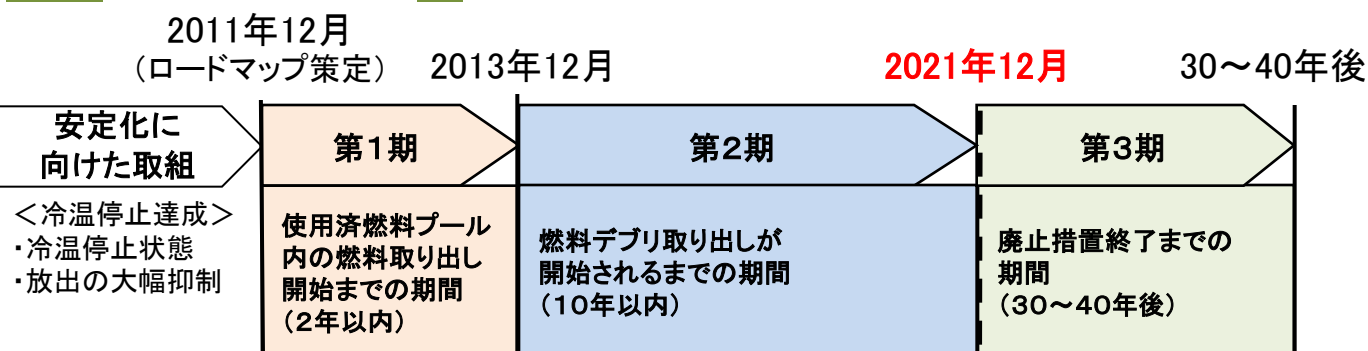 2011年12月
（ロードマップ策定）
2013年12月
2021年12月
30～40年後
安定化に
向けた取組
第１期
第２期
第３期
＜冷温停止達成＞
・冷温停止状態
・放出の大幅抑制
使用済燃料プール
内の燃料取り出し
開始までの期間
（２年以内）
燃料デブリ取り出しが
開始されるまでの期間
（１０年以内）
廃止措置終了までの
期間
（３０～４０年後）